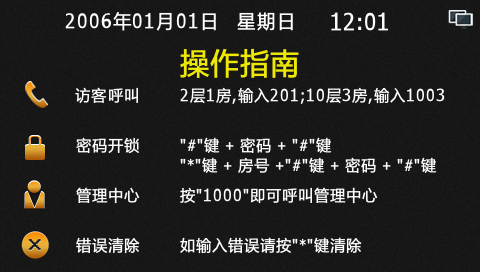 2006年01月01日 星期日 12:01
操作指南
访客呼叫 2层1房,输入201;10层3房,输入1003
密码开锁 "#"键 + 密码 + "#"键
"*"键 + 房号 +"#"键 + 密码 + "#"键
管理中心 按"1000"即可呼叫管理中心
错误清除 如输入错误请按"*"键清除